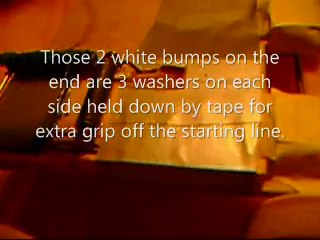 Those 2 white bumps on the
end are 3 washers on each
side held down by tape for
extra grip off the starting line.